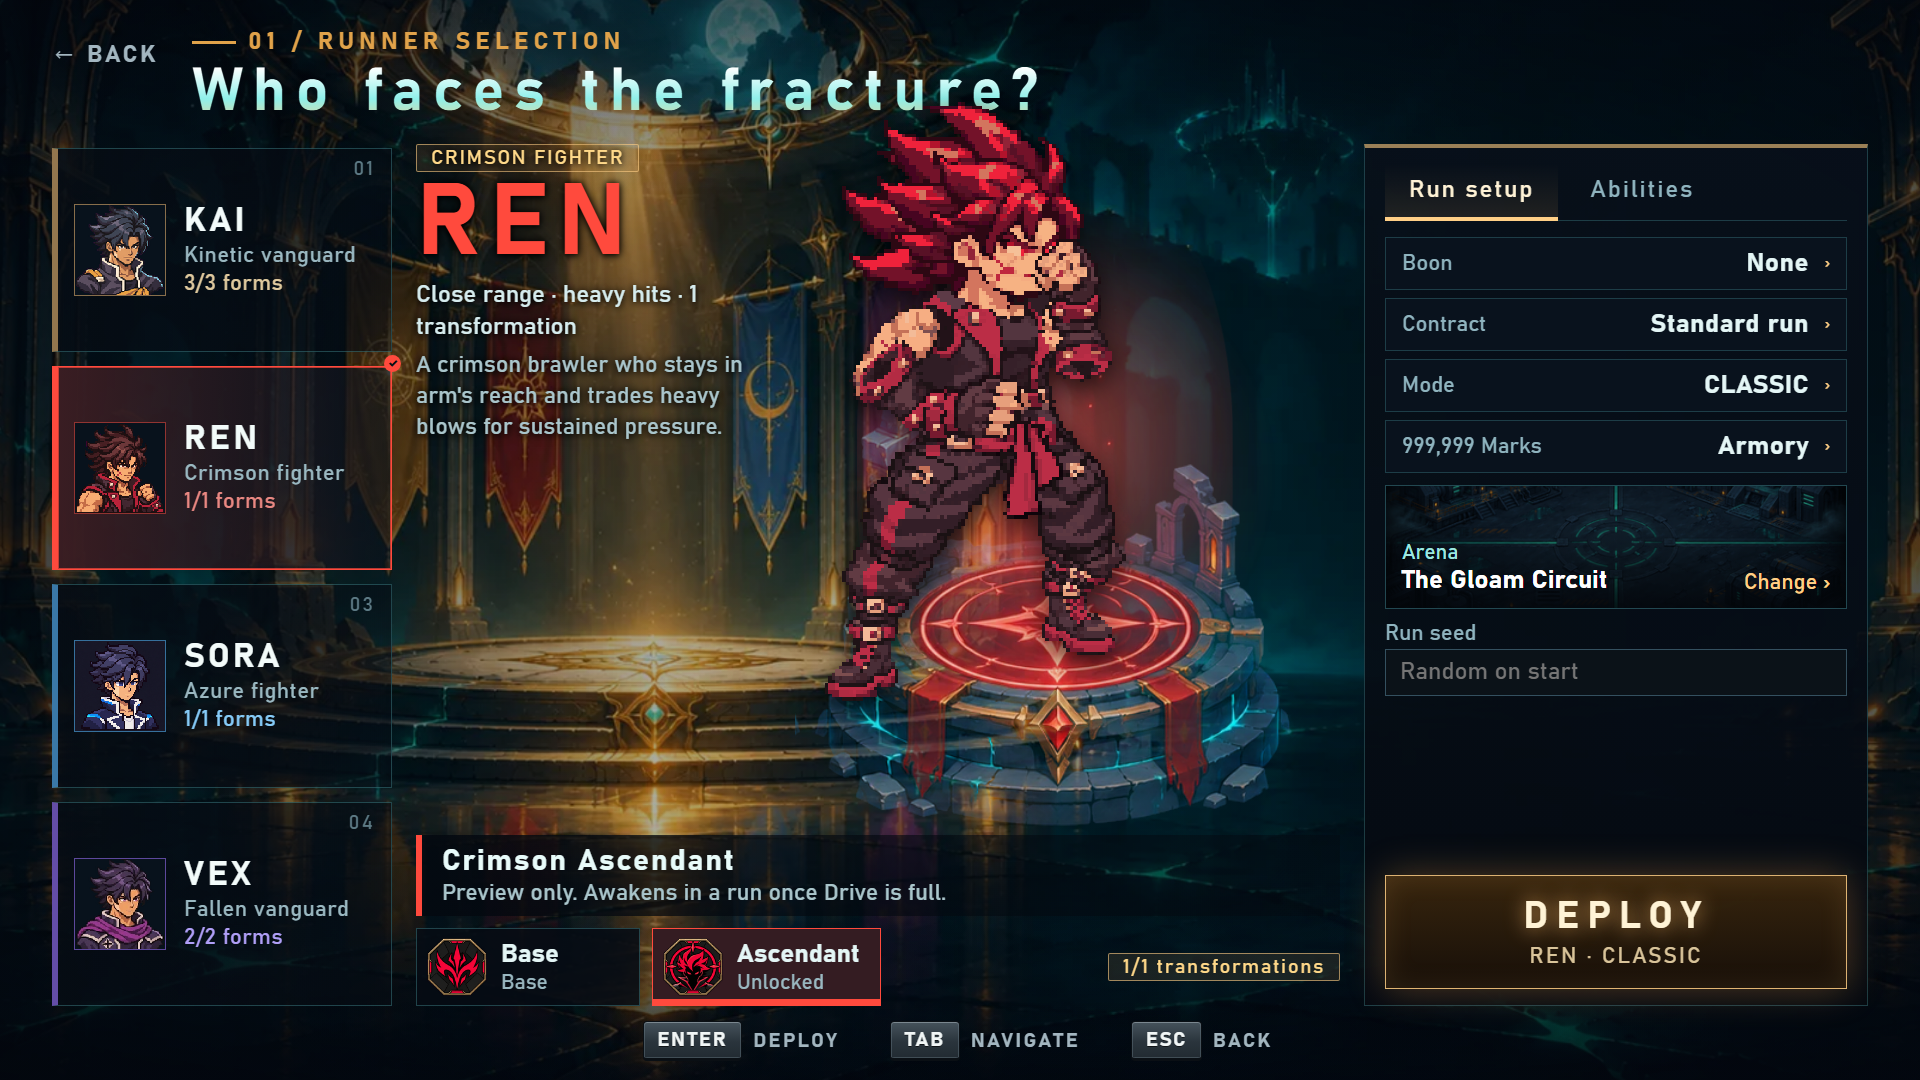 ← BACK
01 / RUNNER SELECTION
Who faces the fracture?
01
KAI
Kinetic vanguard
3/3 forms
REN
Crimson fighter
1/1 forms
03
SORA
Azure fighter
1/1 forms
04
VEX
Fallen vanguard
2/2 forms
CRIMSON FIGHTER
REN
Close range · heavy hits · 1
transformation
A crimson brawler who stays in
arm's reach and trades heavy
blows for sustained pressure.
Crimson Ascendant
Preview only. Awakens in a run once Drive is full.
Base
Base
Ascendant
Unlocked
1/1 transformations
Run setup
Abilities
Boon None ›
Contract Standard run ›
Mode CLASSIC ›
999,999 Marks Armory ›
Arena
The Gloam Circuit
Change ›
Run seed
Random on start
DEPLOY
REN · CLASSIC
ENTER DEPLOY TAB NAVIGATE ESC BACK